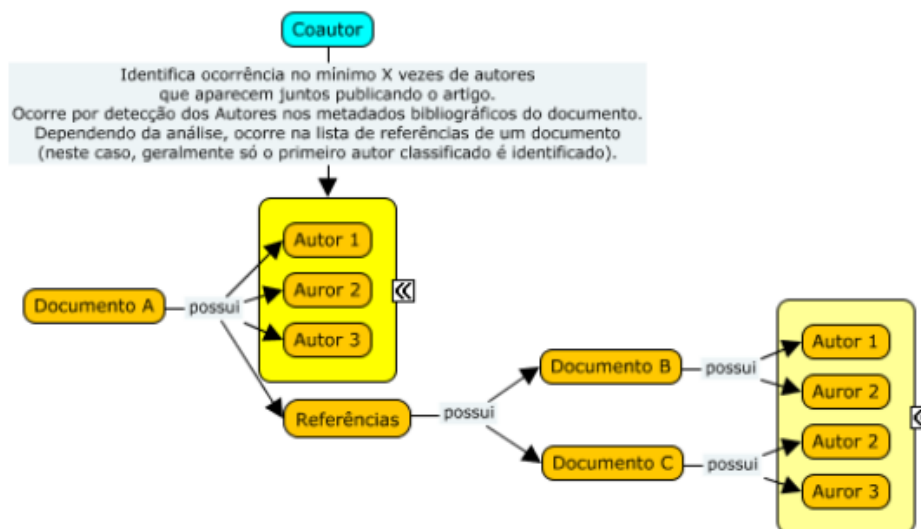 Coautor
Identifica ocorrência no mínimo X vezes de autores
que aparecem juntos publicando o artigo.
Ocorre por detecção dos Autores nos metadados bibliográficos do documento.
Dependendo da análise, ocorre na lista de referências de um documento
(neste caso, geralmente só o primeiro autor classificado é identificado).
Documento A
possui
Autor 1
Auror 2
Autor 3
Referências
possui
Documento B
possui
Autor 1
Auror 2
Documento C
possui
Autor 2
Auror 3